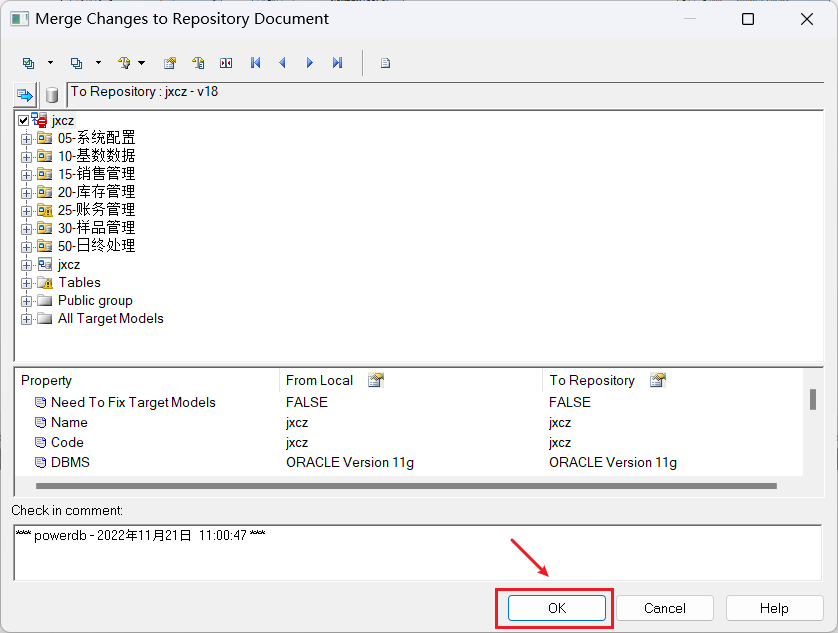 Merge Changes to Repository Document
To Repository : jxcz - v18
jxcz
05-系统配置
10-基数数据
15-销售管理
20-库存管理
25-账务管理
30-样品管理
50-日终处理
jxcz
Tables
Public group
All Target Models
Property From Local To Repository
Need To Fix Target Models FALSE FALSE
Name jxcz jxcz
Code jxcz jxcz
DBMS ORACLE Version 11g ORACLE Version 11g
Check in comment:
*** powerdb - 2022年11月21日 11:00:47 ***
OK Cancel Help